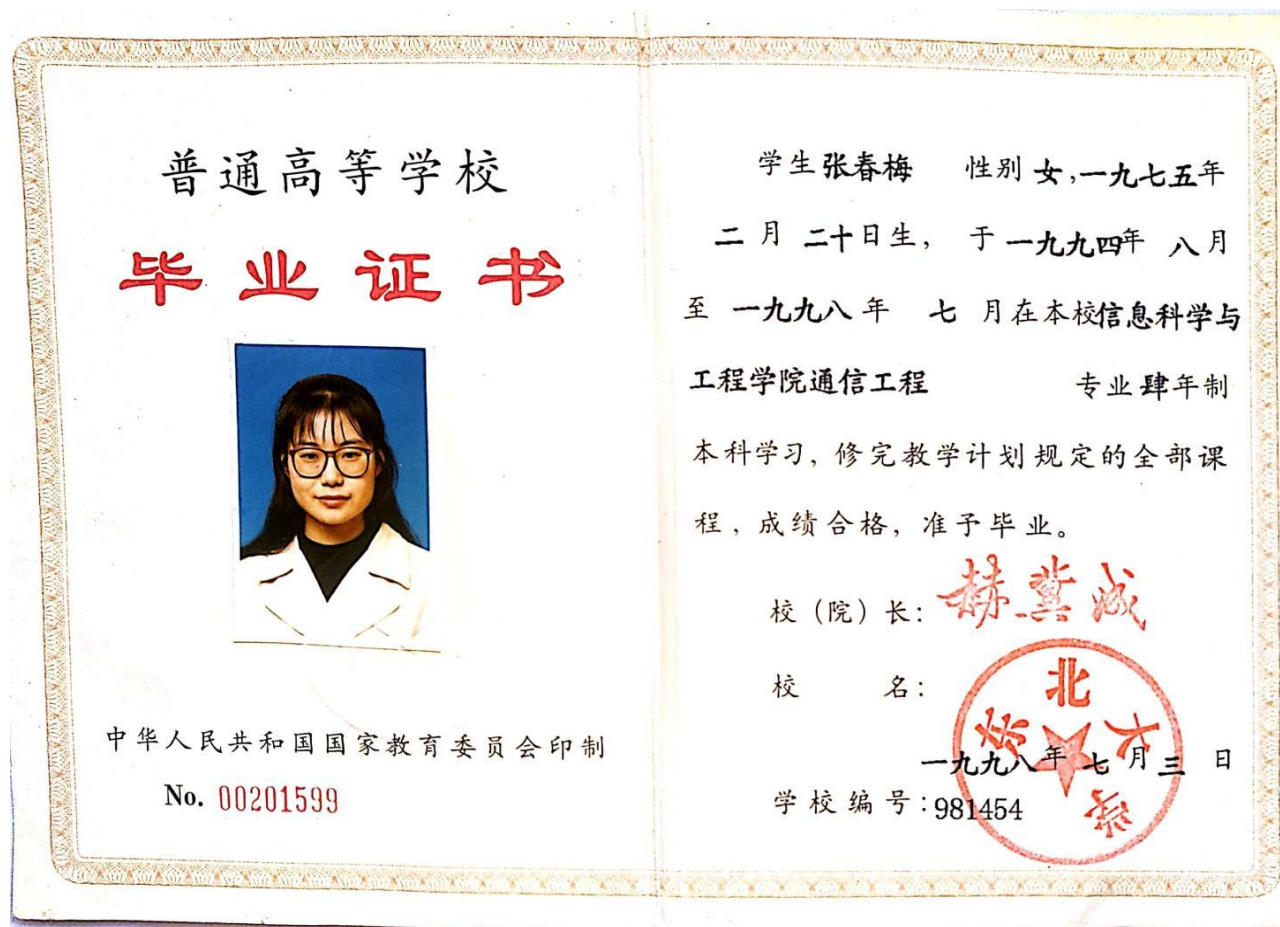 普通高等学校
毕业证书
中华人民共和国国家教育委员会印制
No. 00201599
学生张春梅 性别女,一九七五年
二月二十日生, 于一九九四年八月
至一九九八年 七月在本校信息科学与
工程学院通信工程 专业肆年制
本科学习, 修完教学计划规定的全部课
程, 成绩合格, 准予毕业。
校(院)长: 赫冀成
校 名: 东北大学
一九九八年七月三日
学校编号:981454